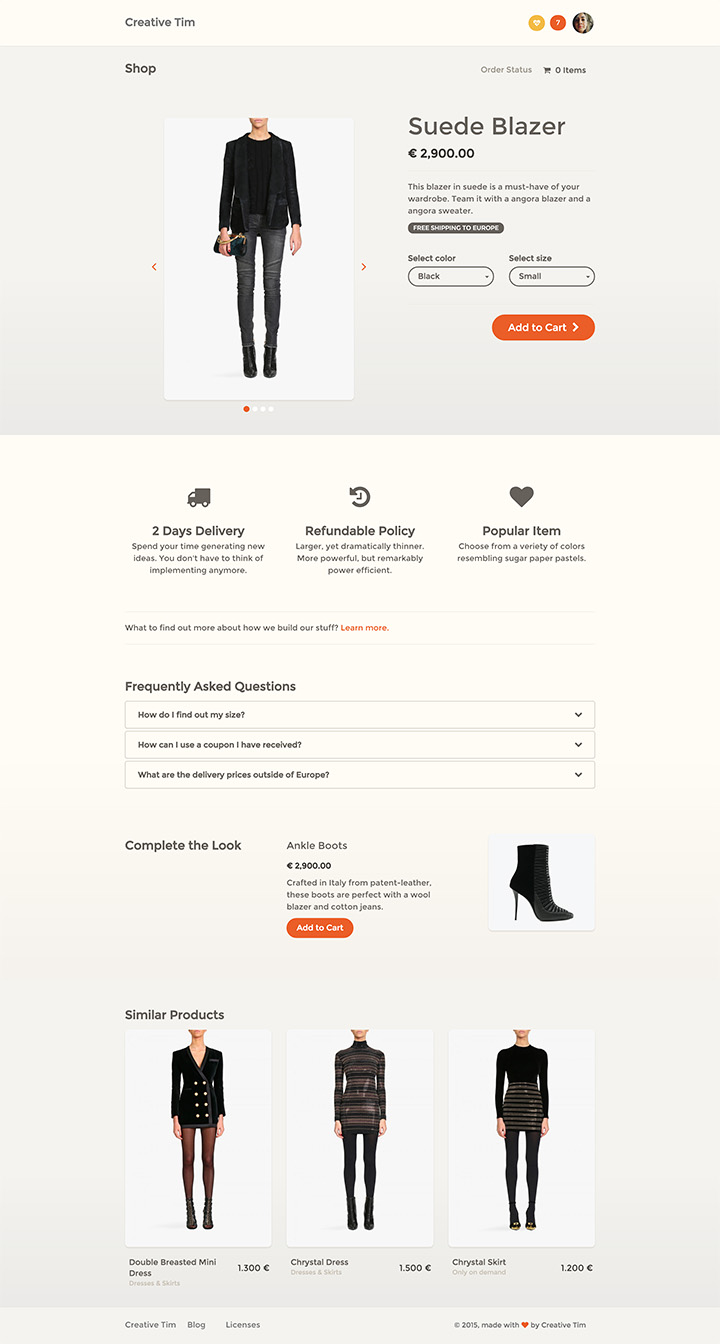 Creative Tim
7
Shop
Order Status
0 Items
Suede Blazer
€ 2,900.00
This blazer in suede is a must-have of your
wardrobe. Team it with a angora blazer and a
angora sweater.
FREE SHIPPING TO EUROPE
Select color
Select size
Black
Small
Add to Cart
2 Days Delivery
Spend your time generating new
ideas. You don't have to think of
implementing anymore.
Refundable Policy
Larger, yet dramatically thinner.
More powerful, but remarkably
power efficient.
Popular Item
Choose from a veriety of colors
resembling sugar paper pastels.
What to find out more about how we build our stuff? Learn more.
Frequently Asked Questions
How do I find out my size?
How can I use a coupon I have received?
What are the delivery prices outside of Europe?
Complete the Look
Ankle Boots
€ 2,900.00
Crafted in Italy from patent-leather,
these boots are perfect with a wool
blazer and cotton jeans.
Add to Cart
Similar Products
Double Breasted Mini
Dress
Dresses & Skirts
1.300 €
Chrystal Dress
Dresses & Skirts
1.500 €
Chrystal Skirt
Only on demand
1.200 €
Creative Tim
Blog
Licenses
© 2015, made with ❤ by Creative Tim